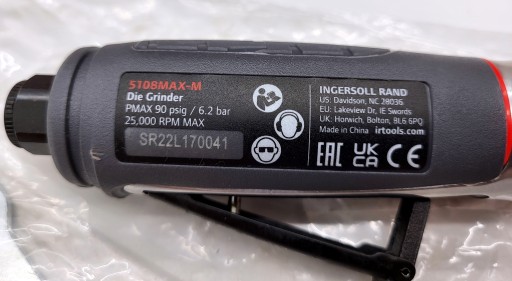 5108MAX-M
Die Grinder
PMAX 90 psig / 6.2 bar
25,000 RPM MAX
SR22L170041
INGERSOLL RAND
US: Davidson, NC 28036
EU: Lakeview Dr, IE Swords
UK: Horwich, Bolton, BL6 6PQ
Made in China irtools.com
EAC UK CA CE